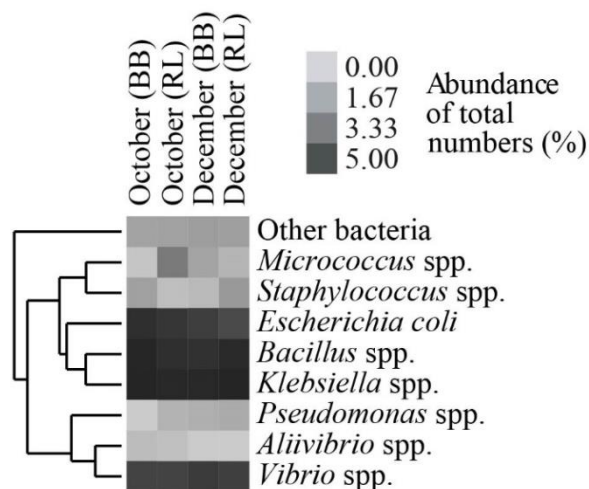 October (BB)
October (RL)
December (BB)
December (RL)
0.00
1.67
3.33
5.00
Abundance
of total
numbers (%)
Other bacteria
Micrococcus spp.
Staphylococcus spp.
Escherichia coli
Bacillus spp.
Klebsiella spp.
Pseudomonas spp.
Aliivibrio spp.
Vibrio spp.